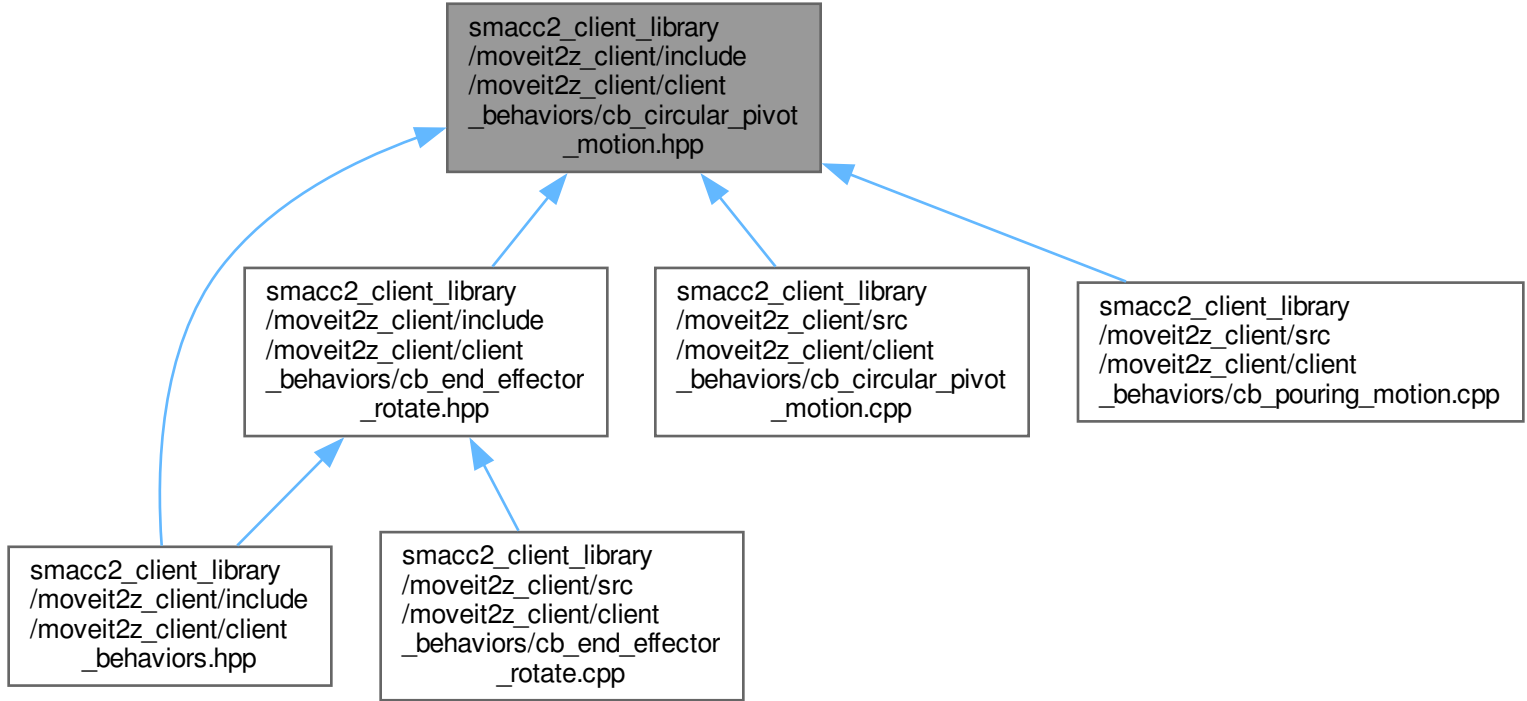 smacc2_client_library
/moveit2z_client/include
/moveit2z_client/client
_behaviors/cb_circular_pivot
_motion.hpp
smacc2_client_library
/moveit2z_client/include
/moveit2z_client/client
_behaviors/cb_end_effector
_rotate.hpp
smacc2_client_library
/moveit2z_client/src
/moveit2z_client/client
_behaviors/cb_circular_pivot
_motion.cpp
smacc2_client_library
/moveit2z_client/src
/moveit2z_client/client
_behaviors/cb_pouring_motion.cpp
smacc2_client_library
/moveit2z_client/include
/moveit2z_client/client
_behaviors.hpp
smacc2_client_library
/moveit2z_client/src
/moveit2z_client/client
_behaviors/cb_end_effector
_rotate.cpp